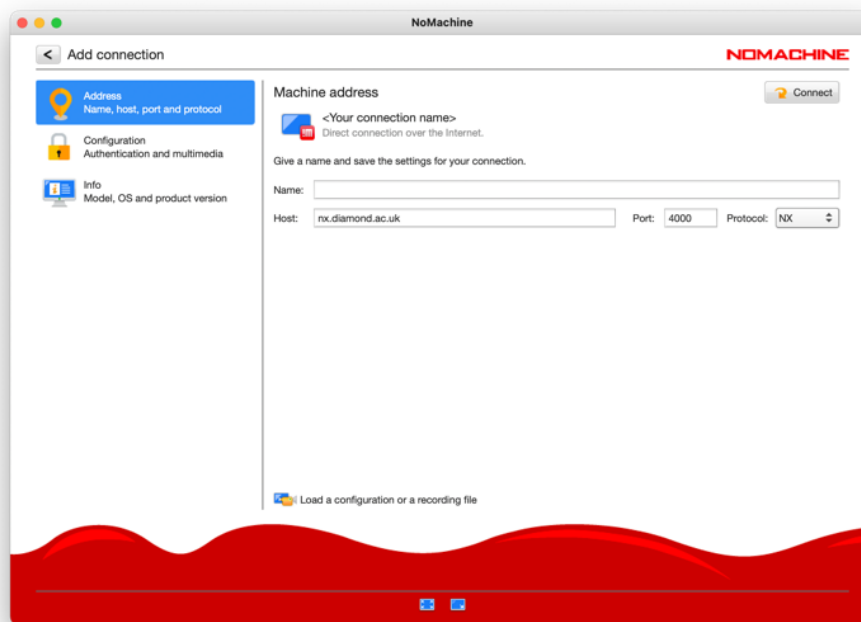 NoMachine
< Add connection
NOMACHINE
Address
Name, host, port and protocol
Configuration
Authentication and multimedia
Info
Model, OS and product version
Machine address
Connect
<Your connection name>
Direct connection over the Internet.
Give a name and save the settings for your connection.
Name:
Host: nx.diamond.ac.uk Port: 4000 Protocol: NX
Load a configuration or a recording file